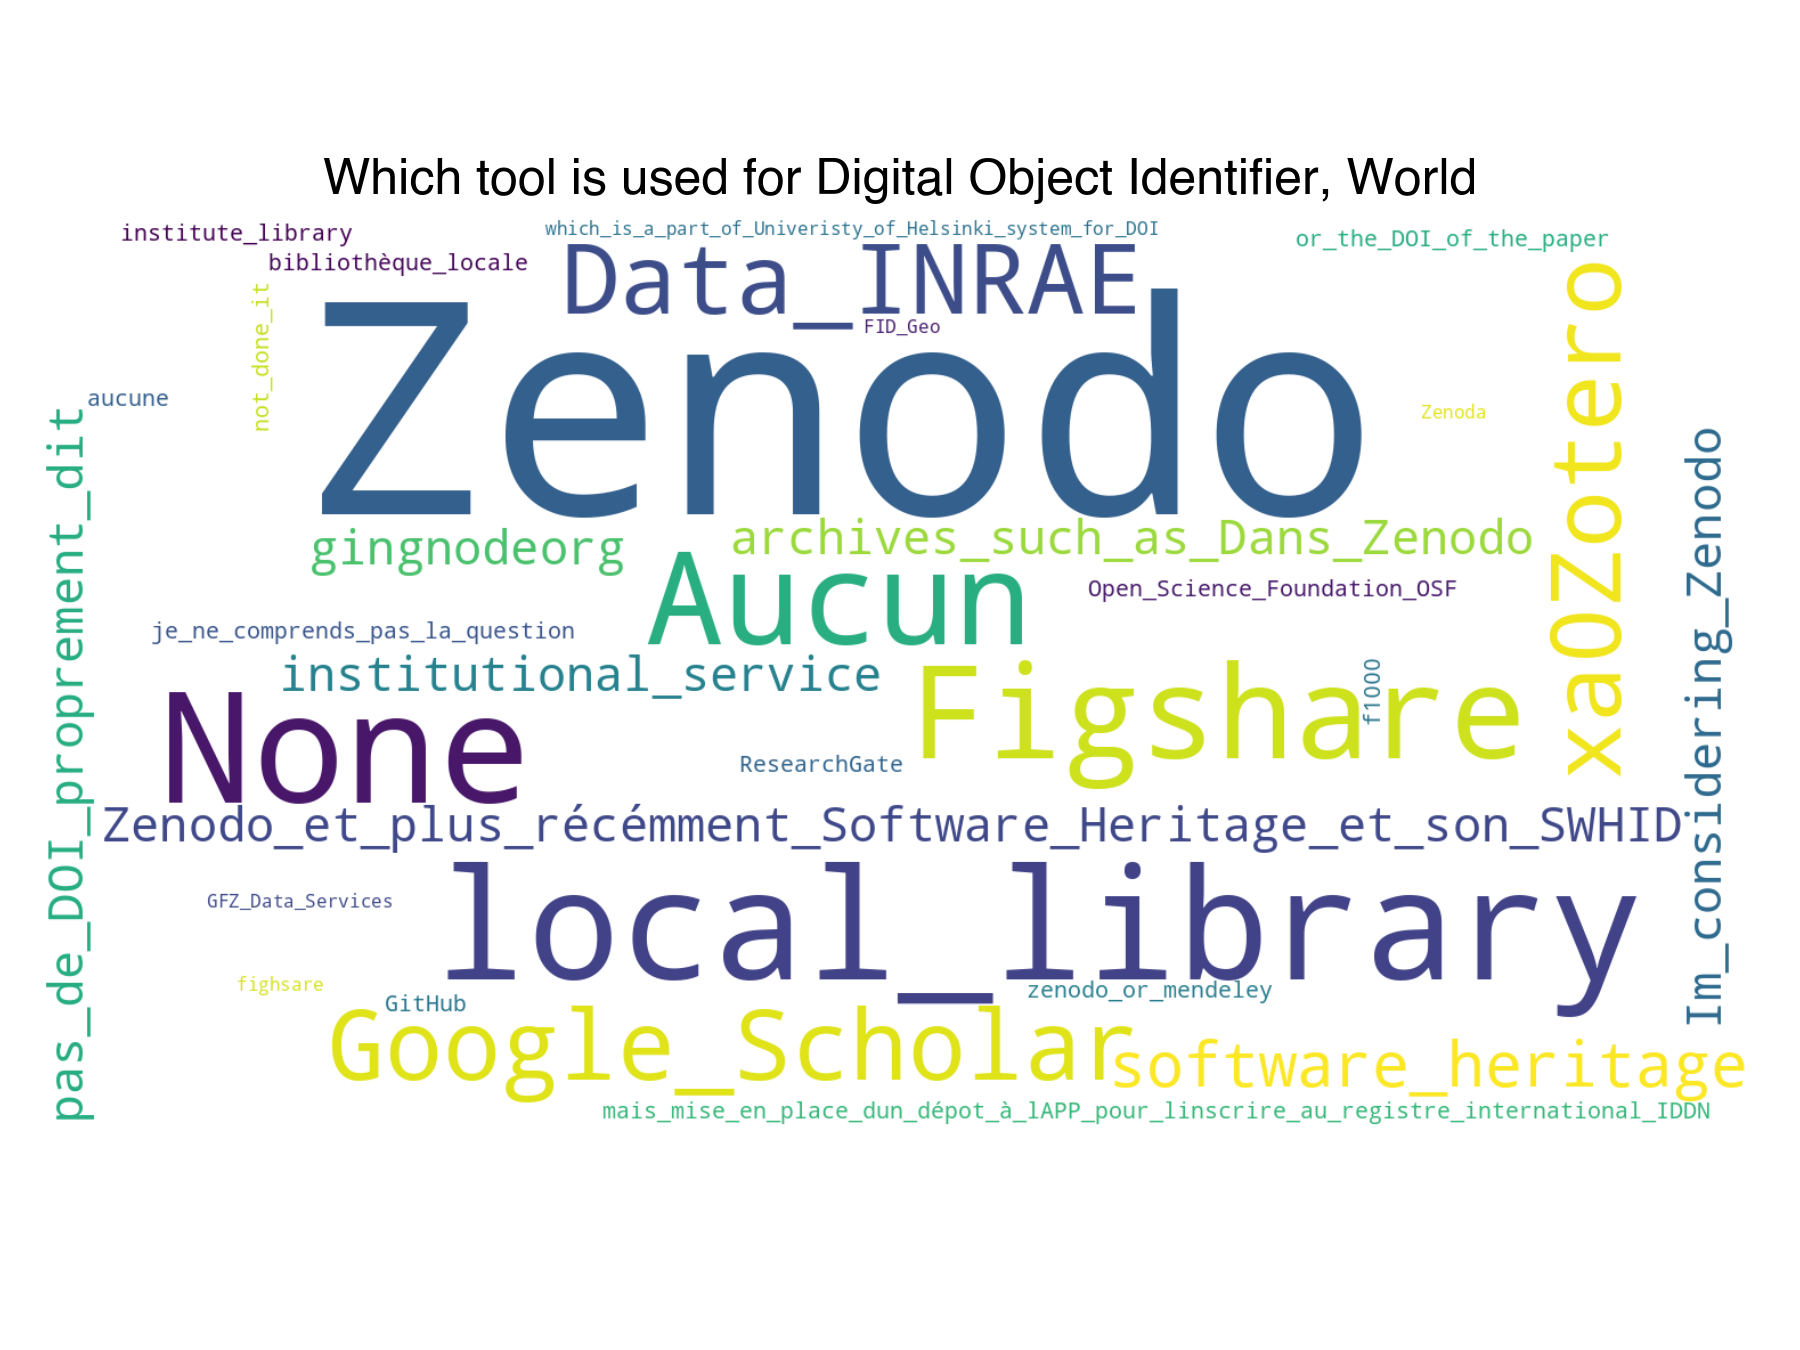 Which tool is used for Digital Object Identifier, World
institute_library
which_is_a_part_of_Univeristy_of_Helsinki_system_for_DOI
or_the_DOI_of_the_paper
bibliothèque_locale
Data_INRAE
FID_Geo
not_done_it
Zenodo
xa0Zotero
aucune
Zenoda
pas_de_DOI_proprement_dit
Im_considering_Zenodo
gingnodeorg
archives_such_as_Dans_Zenodo
Aucun
Open_Science_Foundation_OSF
je_ne_comprends_pas_la_question
institutional_service
f1000
Figshare
None
ResearchGate
Zenodo_et_plus_récémment_Software_Heritage_et_son_SWHID
GFZ_Data_Services
local_library
fighsare
GitHub
zenodo_or_mendeley
Google_Scholar
software_heritage
mais_mise_en_place_dun_dépot_à_lAPP_pour_linscrire_au_registre_international_IDDN